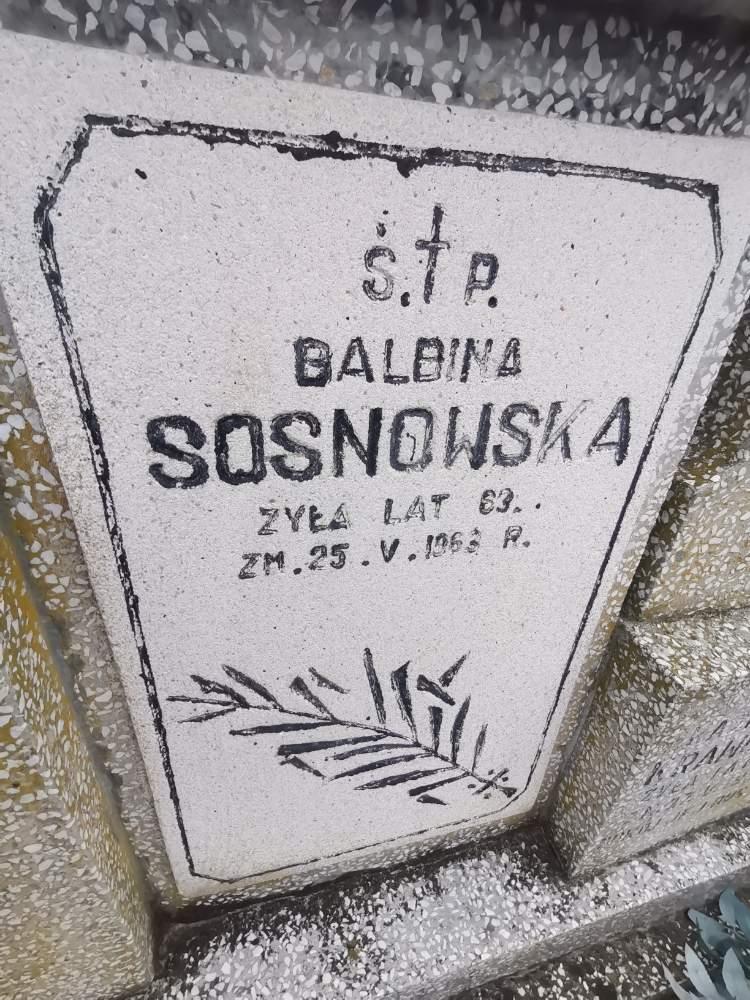 Ś.†P.
BALBINA
SOSNOWSKA
ŻYŁA LAT 63.
ZM. 25. V. 1963 R.